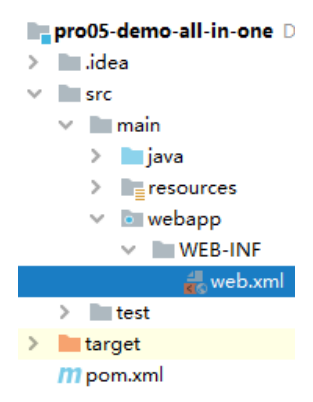 pro05-demo-all-in-one D
.idea
src
main
java
resources
webapp
WEB-INF
web.xml
test
target
pom.xml